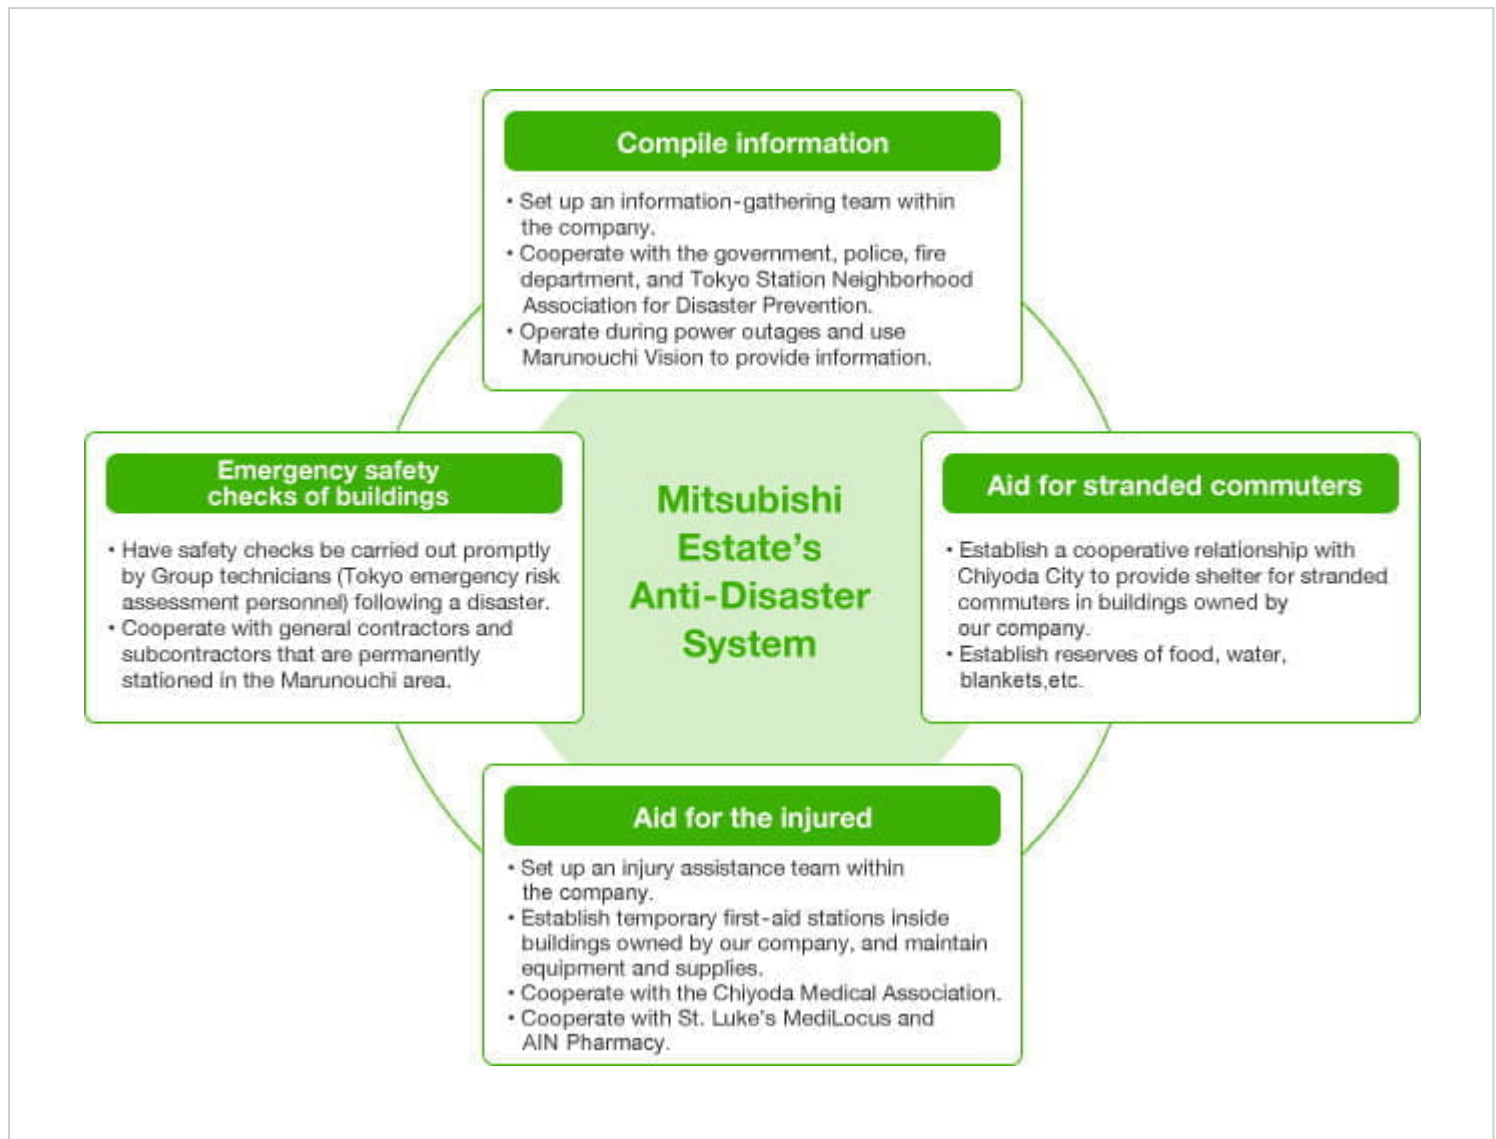 Compile information
・Set up an information-gathering team within
the company.
・Cooperate with the government, police, fire
department, and Tokyo Station Neighborhood
Association for Disaster Prevention.
・Operate during power outages and use
Marunouchi Vision to provide information.
Emergency safety
checks of buildings
・Have safety checks be carried out promptly
by Group technicians (Tokyo emergency risk
assessment personnel) following a disaster.
・Cooperate with general contractors and
subcontractors that are permanently
stationed in the Marunouchi area.
Mitsubishi
Estate's
Anti-Disaster
System
Aid for stranded commuters
・Establish a cooperative relationship with
Chiyoda City to provide shelter for stranded
commuters in buildings owned by
our company.
・Establish reserves of food, water,
blankets,etc.
Aid for the injured
・Set up an injury assistance team within
the company.
・Establish temporary first-aid stations inside
buildings owned by our company, and maintain
equipment and supplies.
・Cooperate with the Chiyoda Medical Association.
・Cooperate with St. Luke's MediLocus and
AIN Pharmacy.